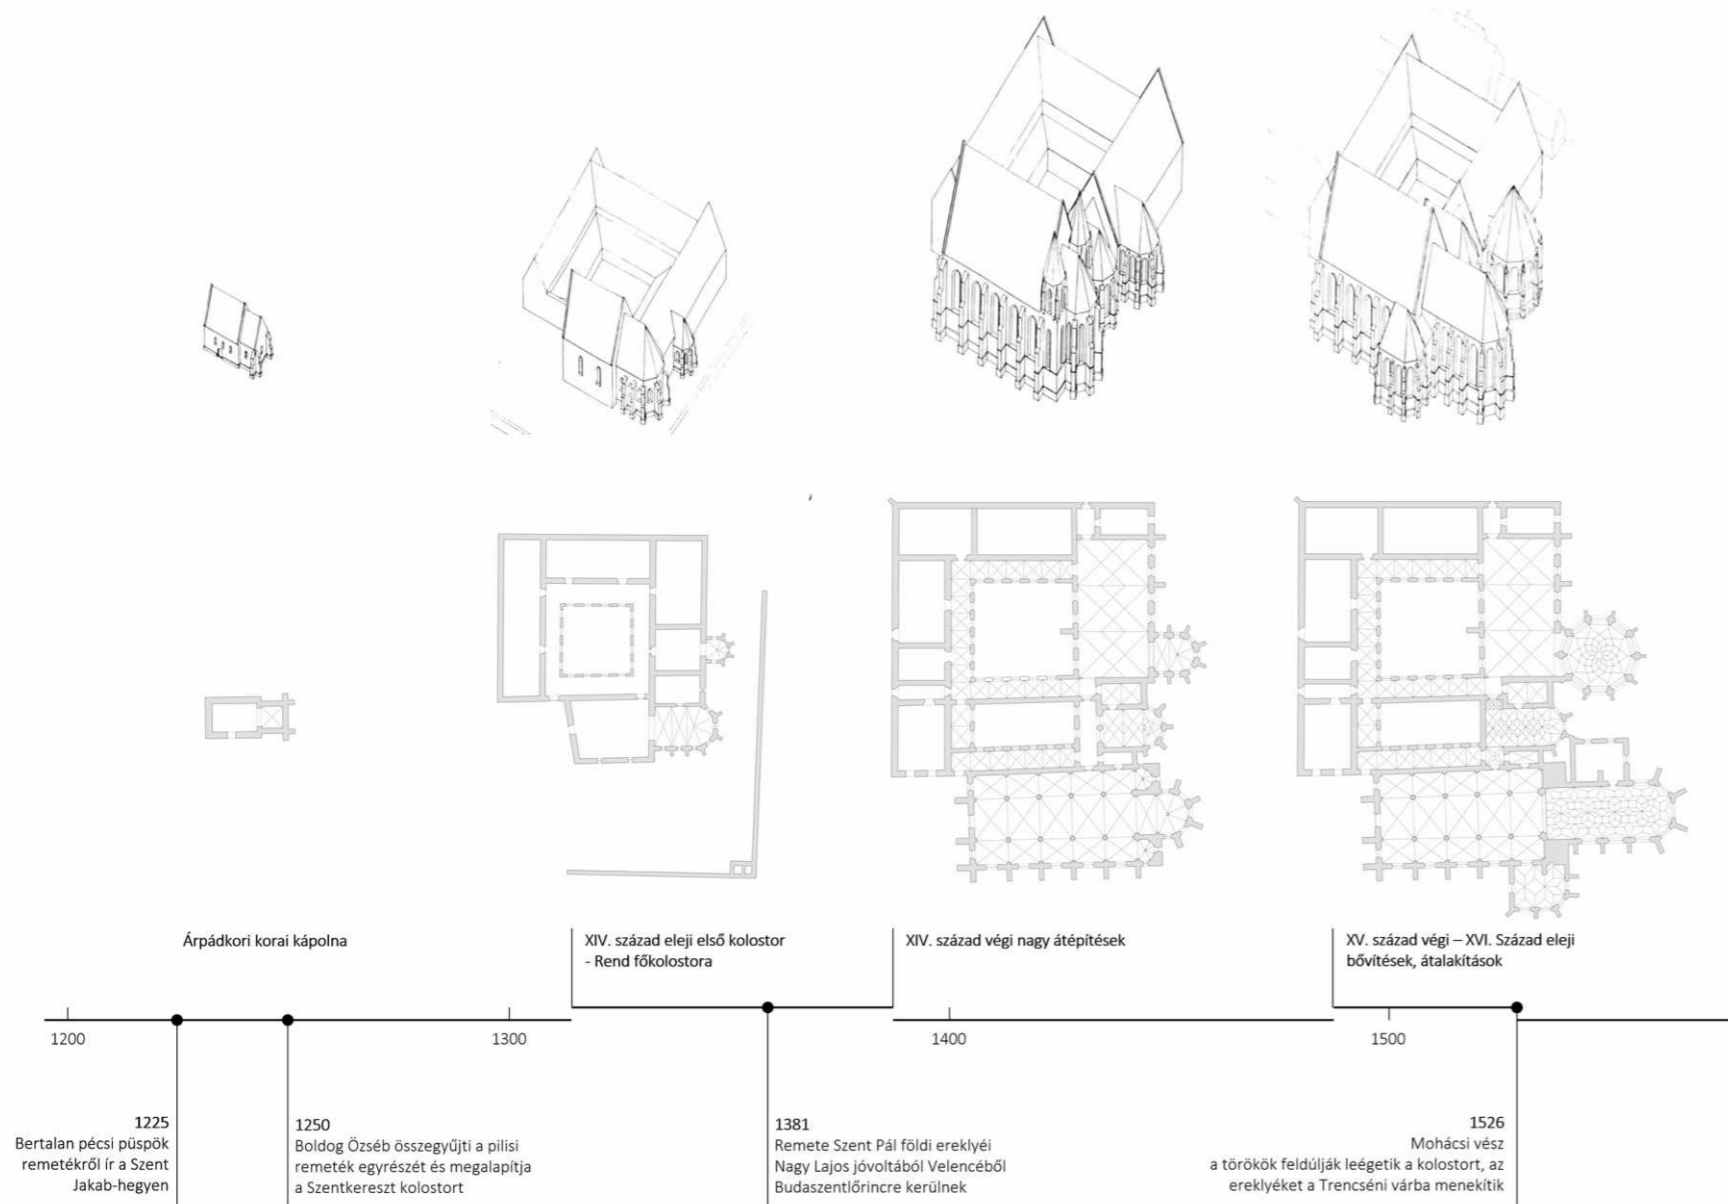 Árpádkori korai kápolna
XIV. század eleji első kolostor
- Rend főkolostora
XIV. század végi nagy átépítések
XV. század végi – XVI. Század eleji
bővítések, átalakítások
1200
1300
1400
1500
1225
Bertalan pécsi püspök
remetékről ír a Szent
Jakab-hegyen
1250
Boldog Özséb összegyűjti a pilisi
remeték egyrészét és megalapítja
a Szentkereszt kolostort
1381
Remete Szent Pál földi ereklyéi
Nagy Lajos jóvoltából Velencéből
Budaszentlőrincre kerülnek
1526
Mohácsi vész
a törökök feldúlják leégetik a kolostort, az
ereklyéket a Trencséni várba menekítik